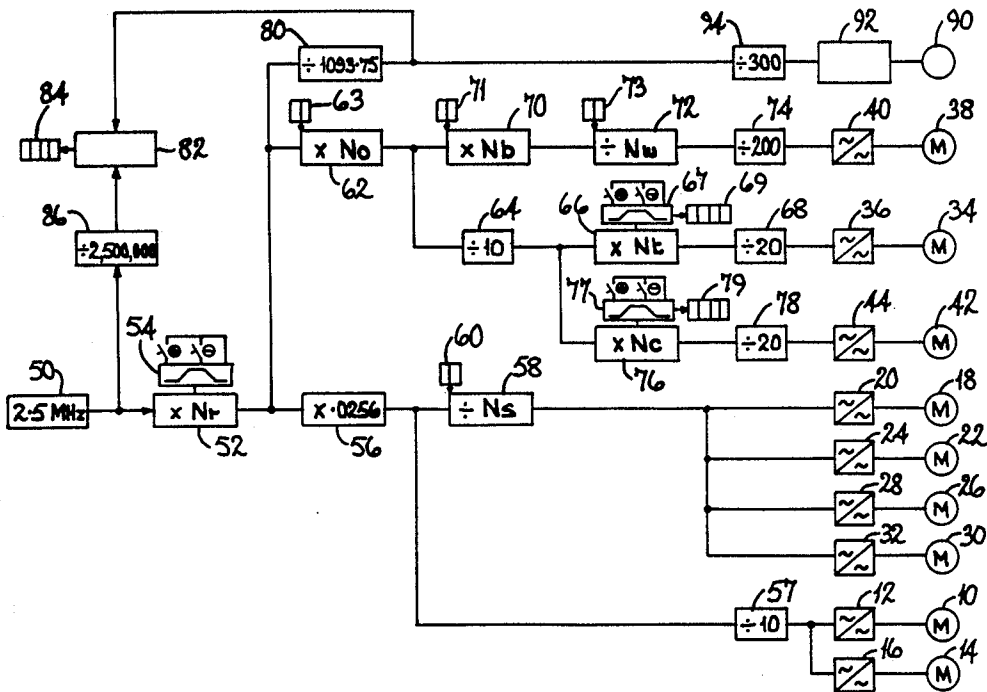 80 94 92 90
÷1093.75 ÷300
84 63 71 70 73 72 74 40 38
82 × No × Nb ÷ Nw ÷200 ~ ~ M
62
86 64 66 67 69 68 36 34
÷2,500,000 ÷10 ⊕ ⊖ × Nt ÷20 ~ ~ M
77 79 78 44 42
⊕ ⊖ × Nc ÷20 ~ ~ M
76
50 54 60 58 20 18
2.5 MHz ⊕ ⊖ × Nr ×.0256 ÷ Ns ~ ~ M
52 56
24 22
~ ~ M
28 26
~ ~ M
32 30
~ ~ M
57 12 10
÷10 ~ ~ M
16 14
~ ~ M